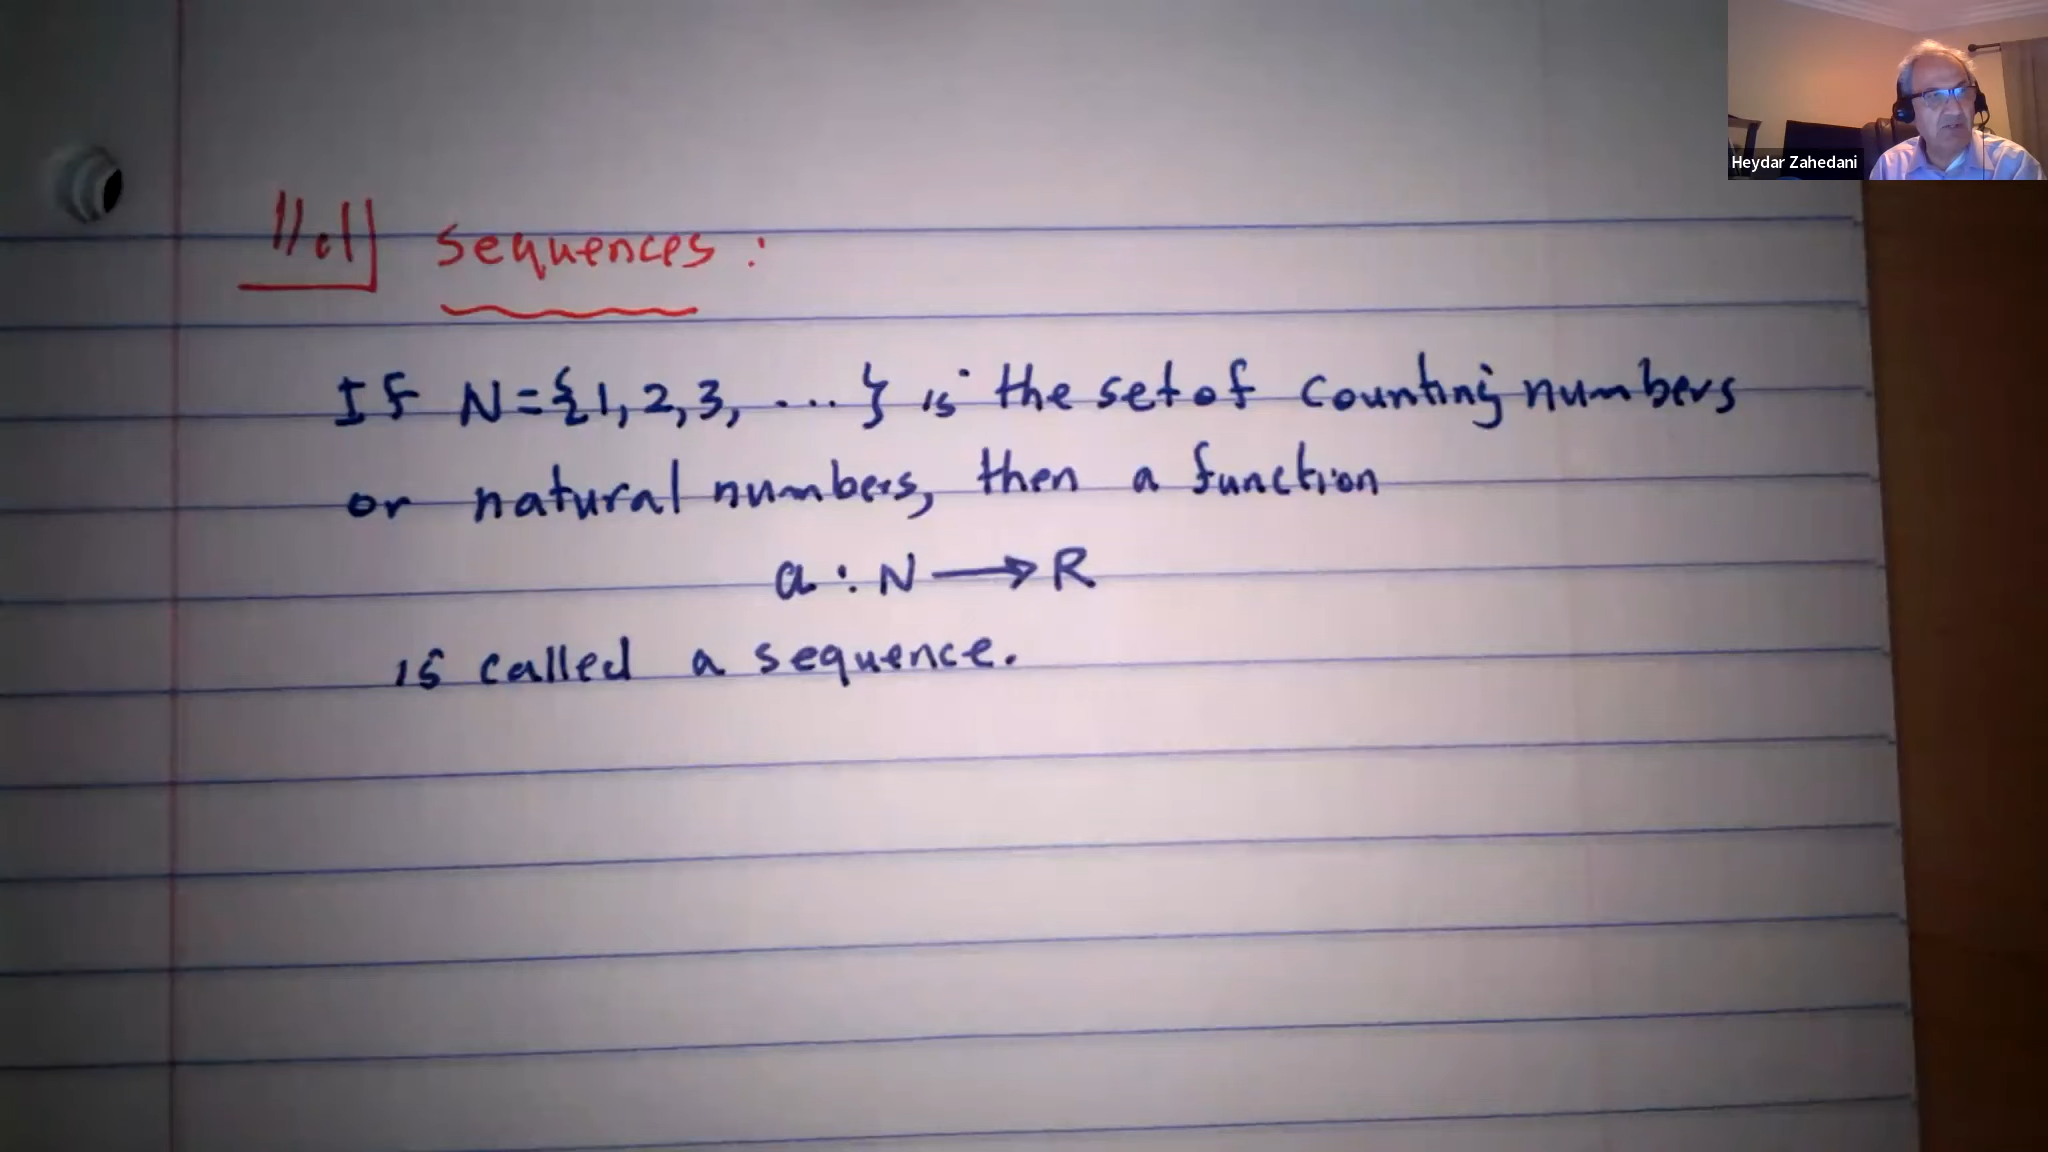 Heydar Zahedani
11.1 Sequences:
If N={1,2,3, ...} is the set of counting numbers
or natural numbers, then a function
a : N → R
is called a sequence.